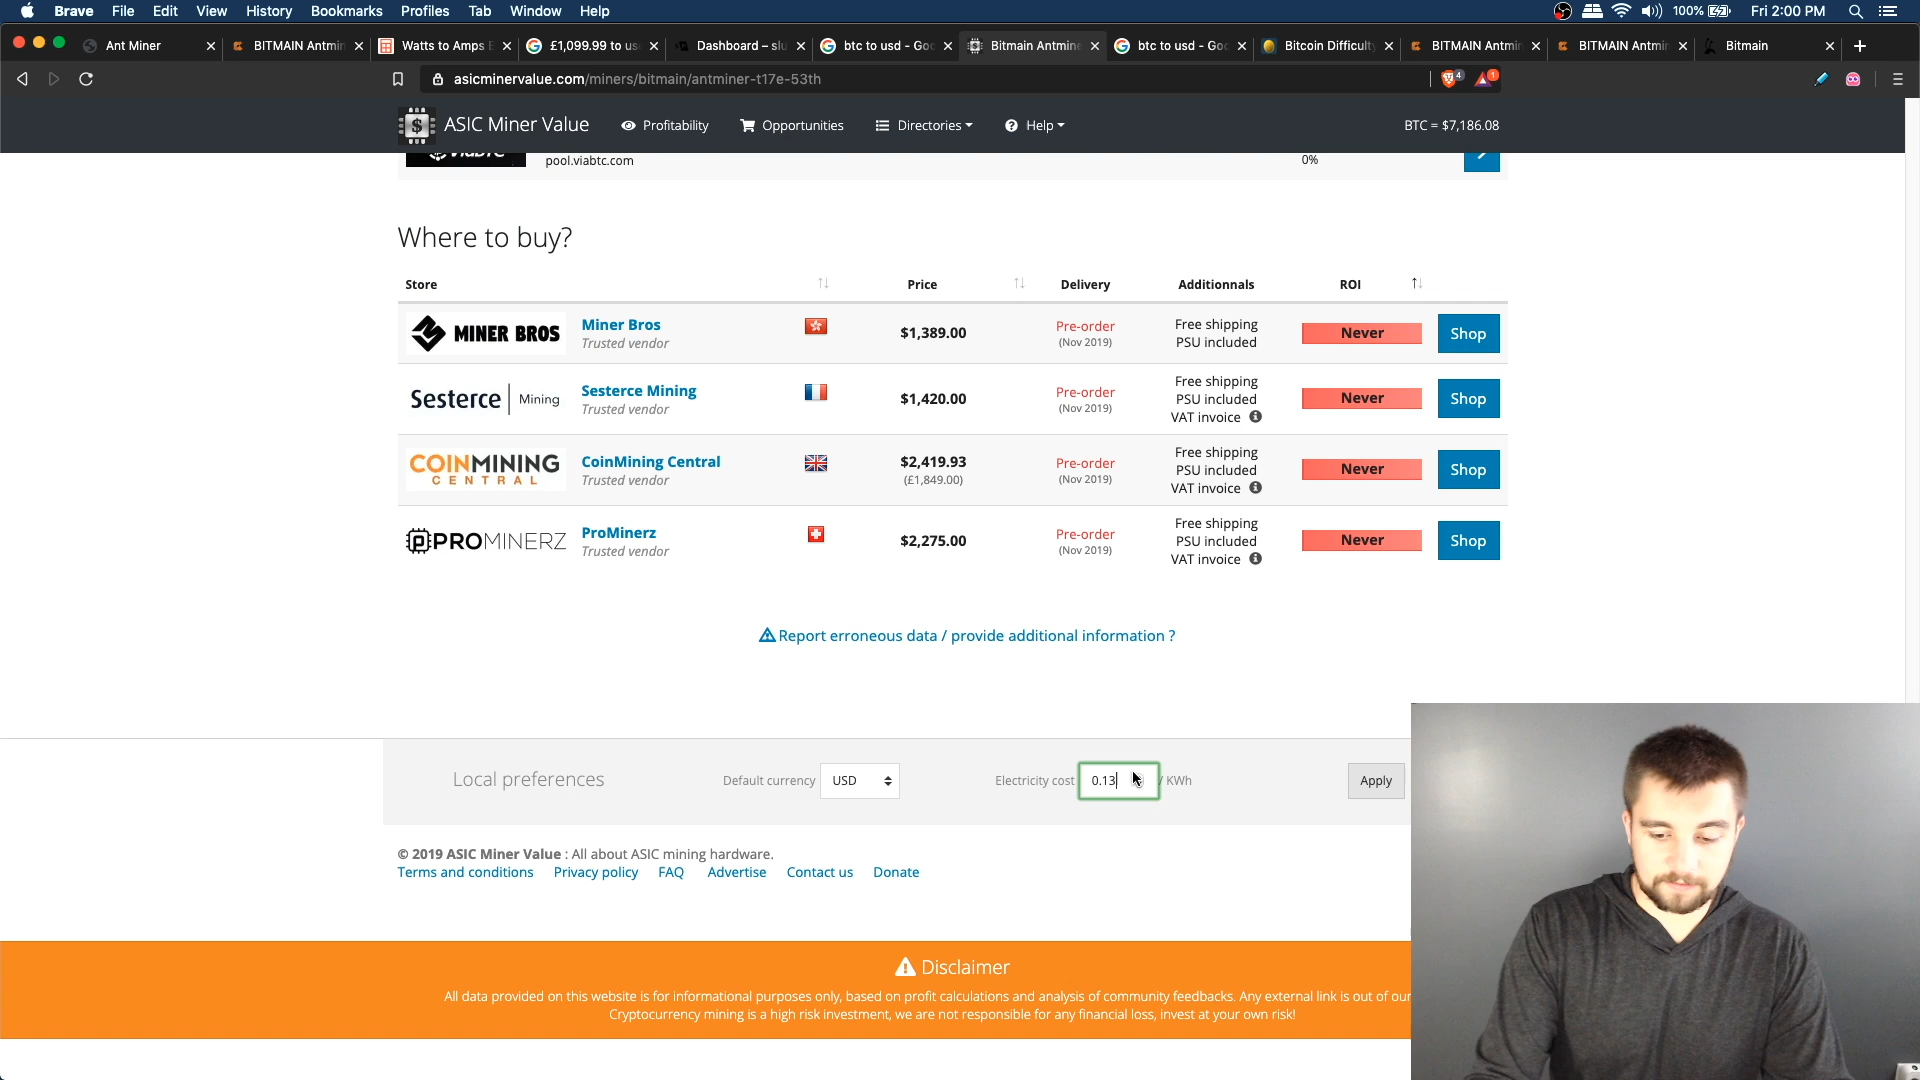 Brave File Edit View History Bookmarks Profiles Tab Window Help 100% Fri 2:00 PM
Ant Miner BITMAIN Antmin Watts to Amps E £1,099.99 to us Dashboard – slu btc to usd - Goo Bitmain Antmine btc to usd - Goo Bitcoin Difficulty BITMAIN Antmin BITMAIN Antmin Bitmain
asicminervalue.com/miners/bitmain/antminer-t17e-53th 4 1
ASIC Miner Value Profitability Opportunities Directories Help BTC = $7,186.08
pool.viabtc.com 0%
Where to buy?
Store Price Delivery Additionnals ROI
MINER BROS Miner Bros Trusted vendor $1,389.00 Pre-order (Nov 2019) Free shipping PSU included Never Shop
Sesterce Mining Sesterce Mining Trusted vendor $1,420.00 Pre-order (Nov 2019) Free shipping PSU included VAT invoice Never Shop
COINMINING CENTRAL CoinMining Central Trusted vendor $2,419.93 (£1,849.00) Pre-order (Nov 2019) Free shipping PSU included VAT invoice Never Shop
PROMINERZ ProMinerz Trusted vendor $2,275.00 Pre-order (Nov 2019) Free shipping PSU included VAT invoice Never Shop
Report erroneous data / provide additional information ?
Local preferences Default currency USD Electricity cost 0.13 / KWh Apply
© 2019 ASIC Miner Value : All about ASIC mining hardware.
Terms and conditions Privacy policy FAQ Advertise Contact us Donate
Disclaimer
All data provided on this website is for informational purposes only, based on profit calculations and analysis of community feedbacks. Any external link is out of our
Cryptocurrency mining is a high risk investment, we are not responsible for any financial loss, invest at your own risk!